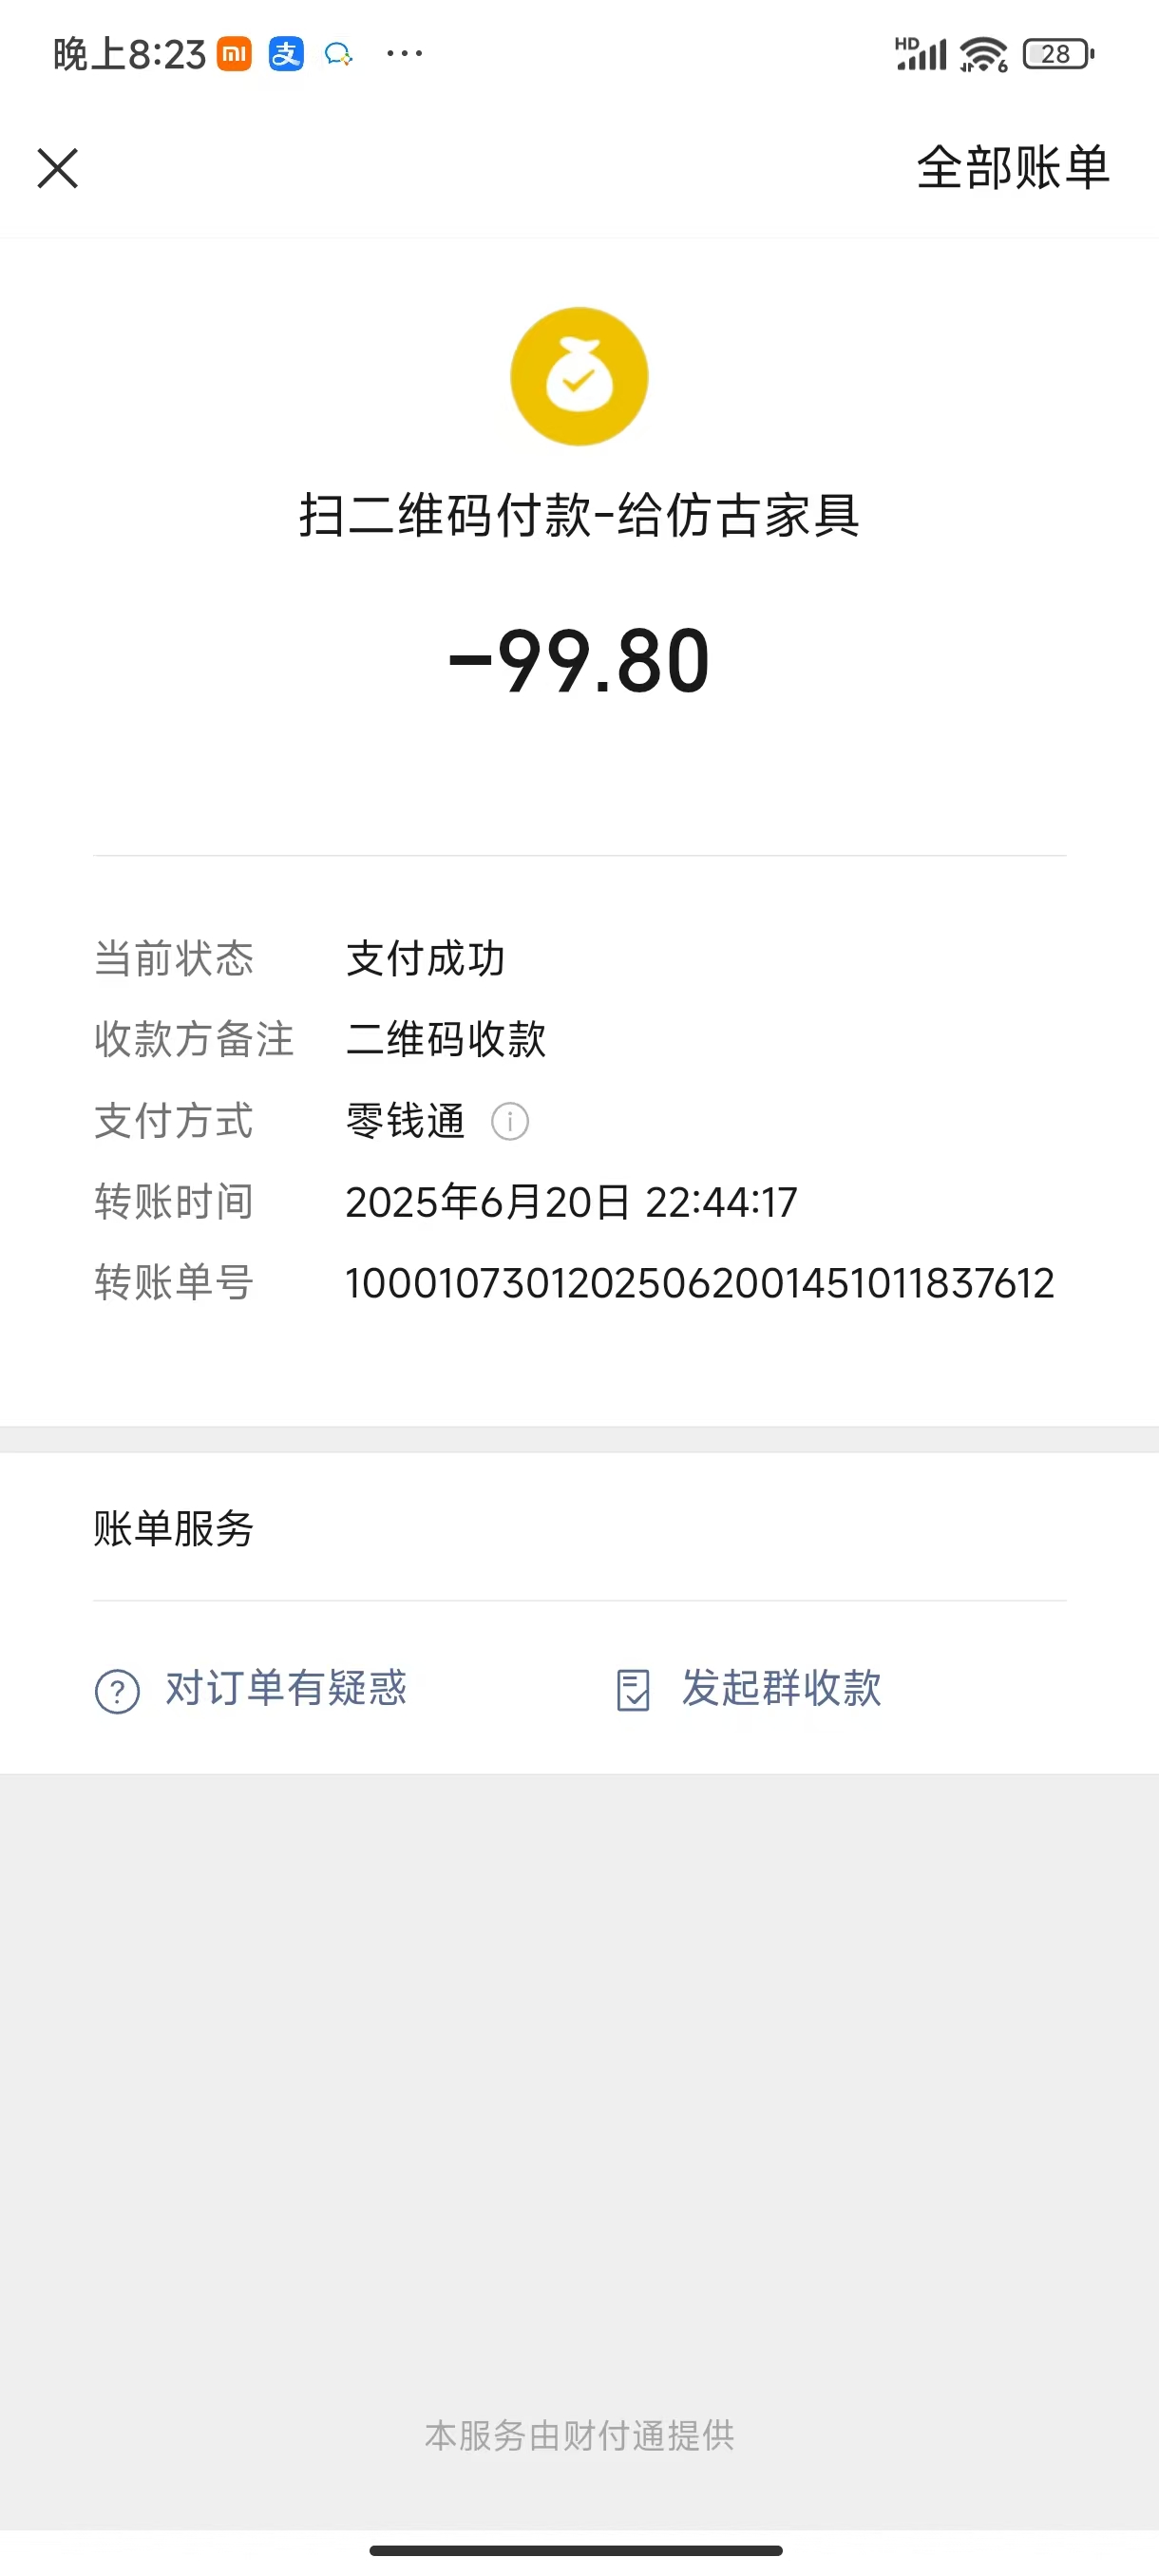 晚上8:23 ···
HD 6 28
全部账单
扫二维码付款-给仿古家具
-99.80
当前状态 支付成功
收款方备注 二维码收款
支付方式 零钱通
转账时间 2025年6月20日 22:44:17
转账单号 1000107301202506200145101183​7612
账单服务
对订单有疑惑 发起群收款
本服务由财付通提供